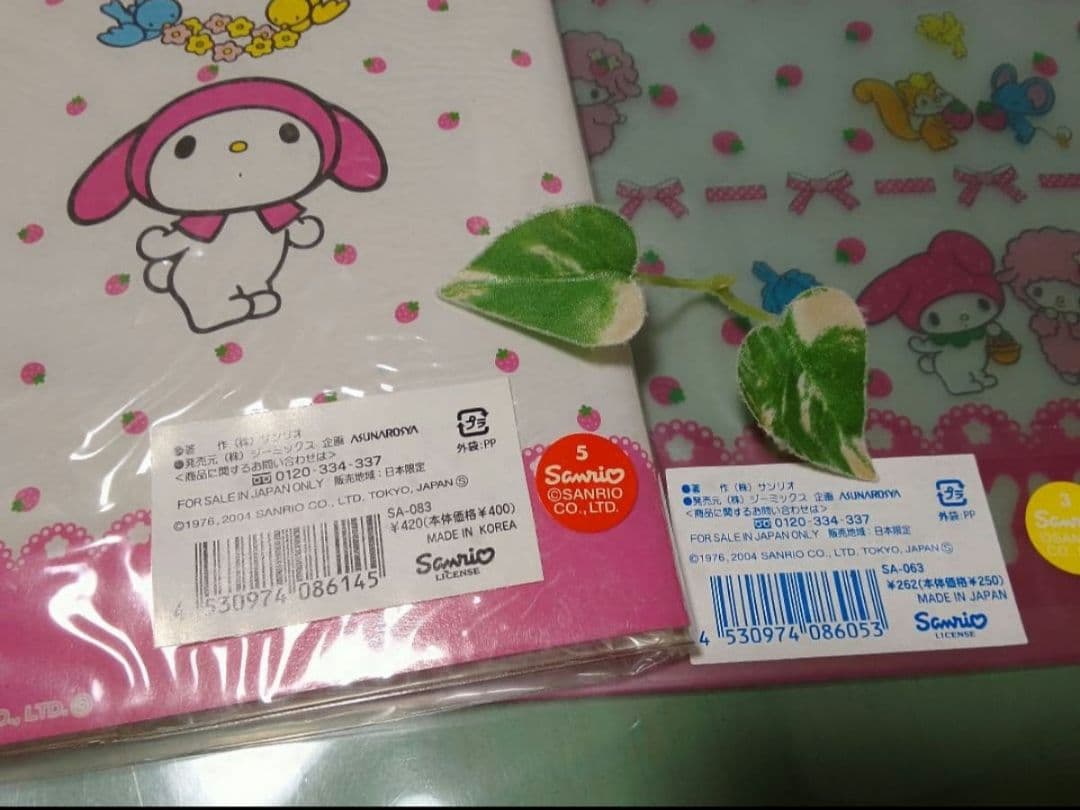 ●著 作 (株) サンリオ
●発売元 (株) ジーミックス 企画 ASUNAROSYA
<商品に関するお問い合わせは>
0120-334-337
FOR SALE IN JAPAN ONLY 販売地域:日本限定
©1976, 2004 SANRIO CO., LTD. TOKYO, JAPAN Ⓢ
プラ
外袋:PP
SA-083
¥420(本体価格¥400)
MADE IN KOREA
Sanrio
LICENSE
4 530974 086145
5
Sanrio
©SANRIO
CO., LTD.
●著 作 (株) サンリオ
●発売元 (株) ジーミックス 企画 ASUNAROSYA
<商品に関するお問い合わせは>
0120-334-337
FOR SALE IN JAPAN ONLY 販売地域:日本限定
©1976, 2004 SANRIO CO., LTD. TOKYO, JAPAN Ⓢ
プラ
外袋:PP
SA-063
¥262(本体価格¥250)
MADE IN JAPAN
Sanrio
LICENSE
4 530974 086053
3
O., LTD. Ⓢ